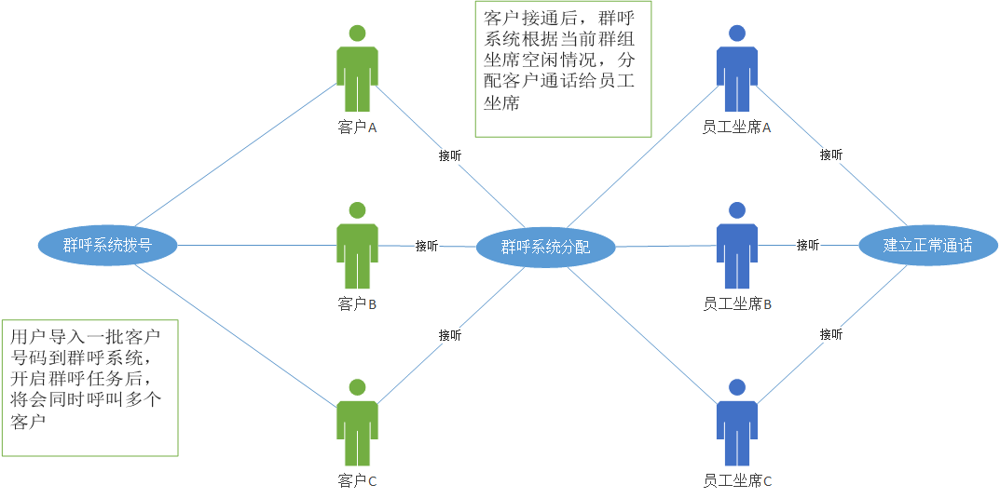 客户接通后，群呼
系统根据当前群组
坐席空闲情况，分
配客户通话给员工
坐席
客户A
员工坐席A
接听
接听
群呼系统拨号
接听
群呼系统分配
接听
建立正常通话
客户B
员工坐席B
用户导入一批客户
号码到群呼系统，
开启群呼任务后，
将会同时呼叫多个
客户
接听
接听
客户C
员工坐席C